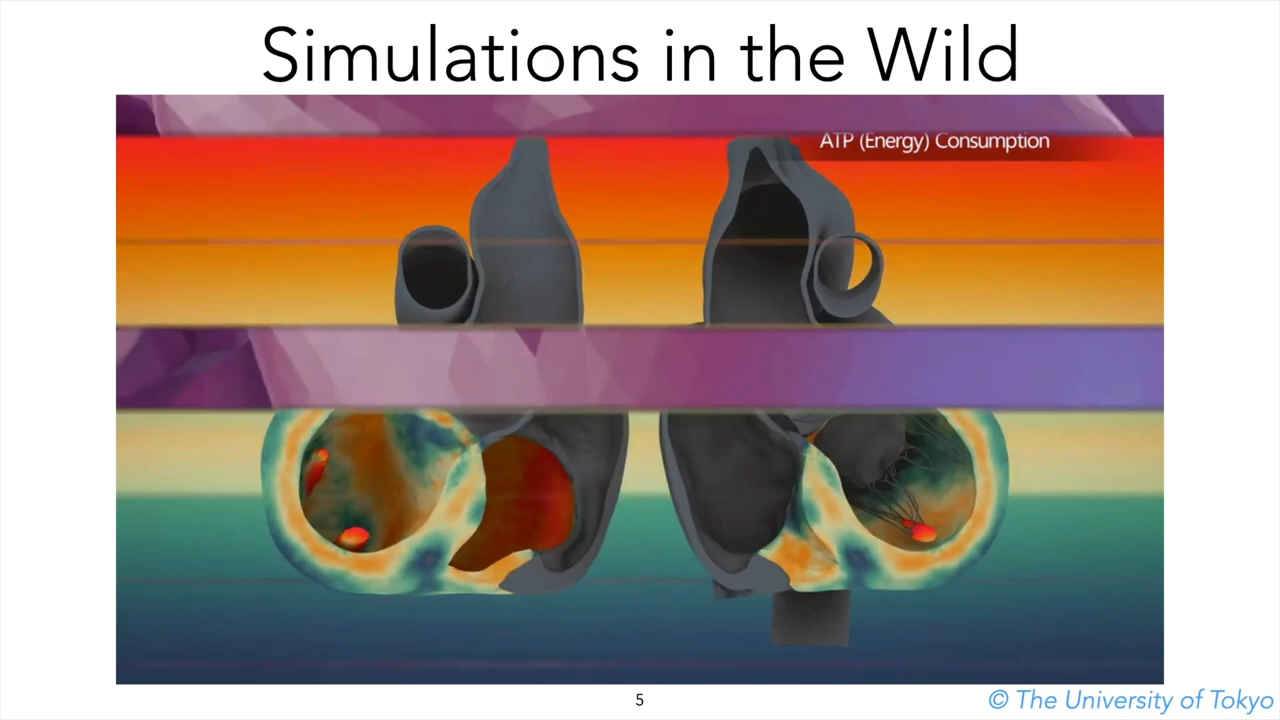 Simulations in the Wild
ATP (Energy) Consumption
5
© The University of Tokyo